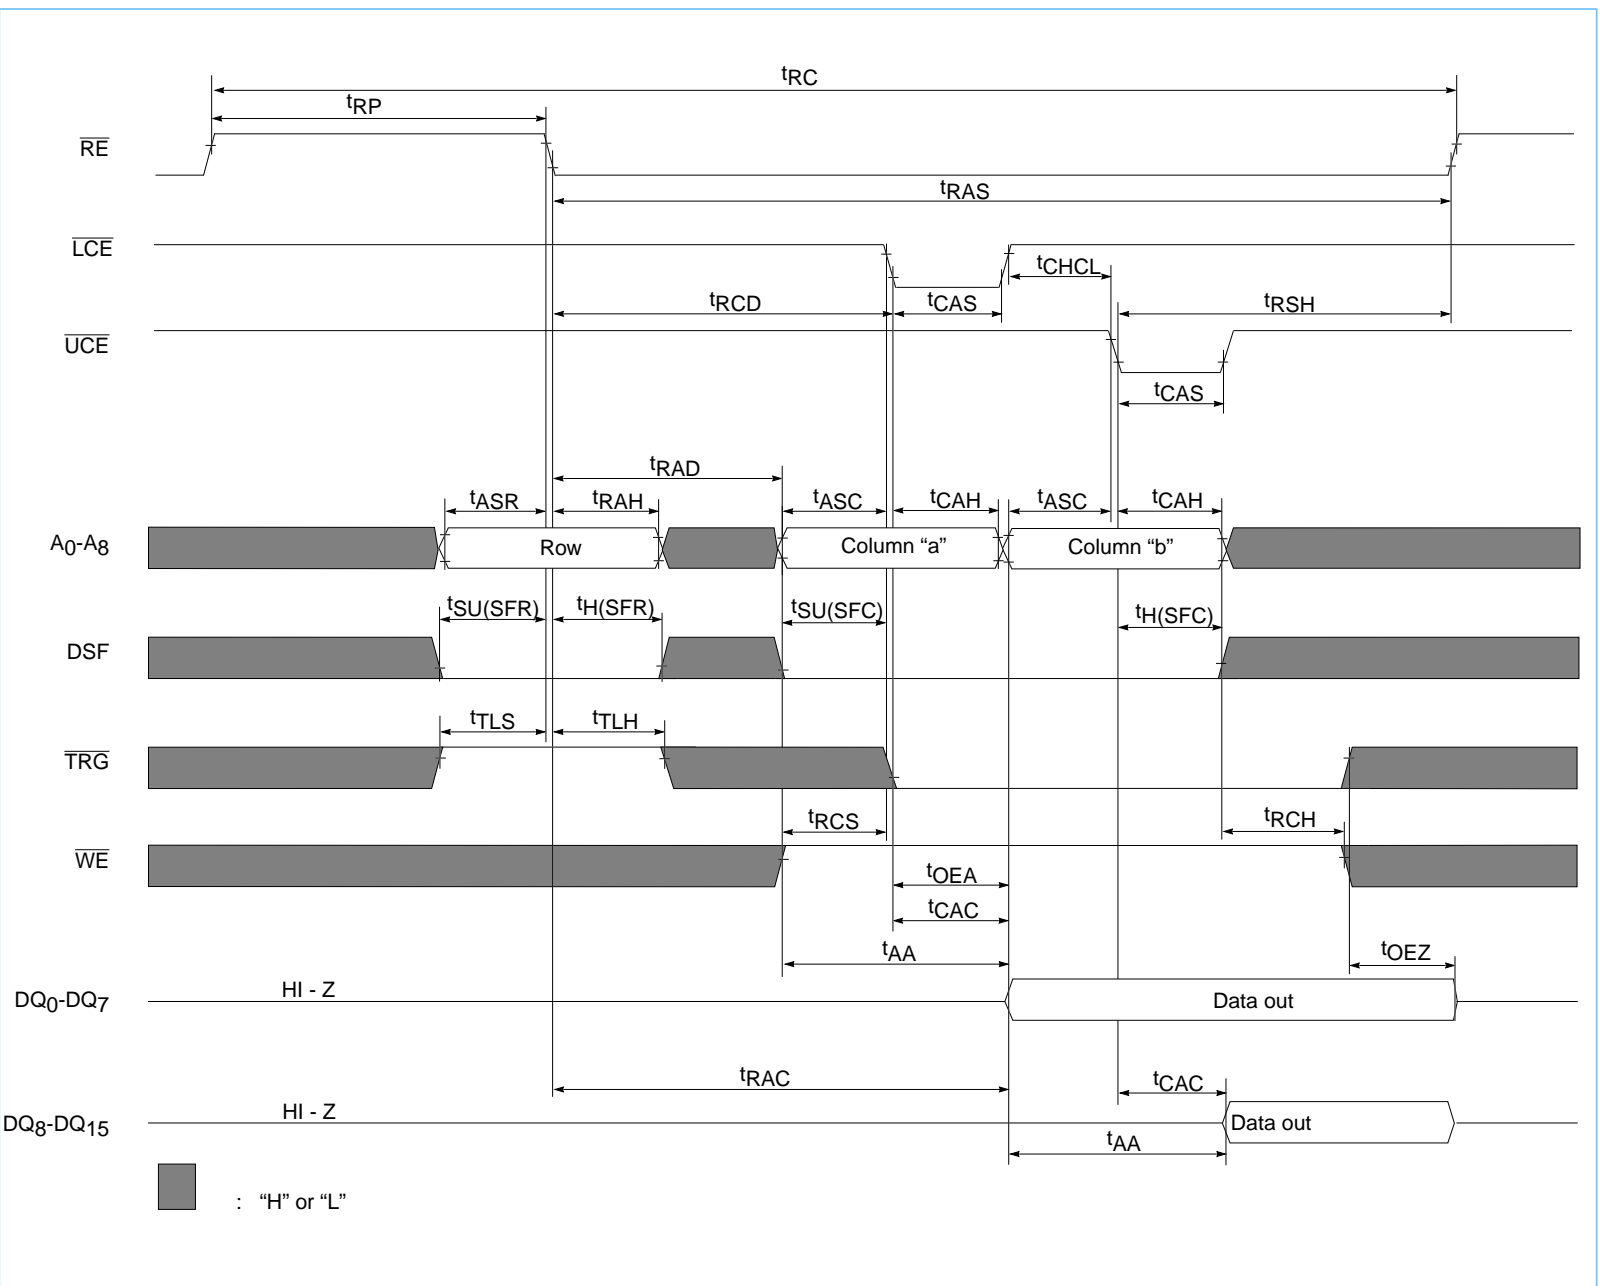 tRC
tRP
RE
tRAS
LCE
tCHCL
tRCD tCAS tRSH
UCE
tCAS
tRAD
tASR tRAH tASC tCAH tASC tCAH
A0-A8 Row Column “a” Column “b”
tSU(SFR) tH(SFR) tSU(SFC) tH(SFC)
DSF
tTLS tTLH
TRG
tRCS tRCH
WE
tOEA
tCAC
tAA tOEZ
DQ0-DQ7 HI - Z Data out
tRAC tCAC
DQ8-DQ15 HI - Z Data out
tAA
: “H” or “L”